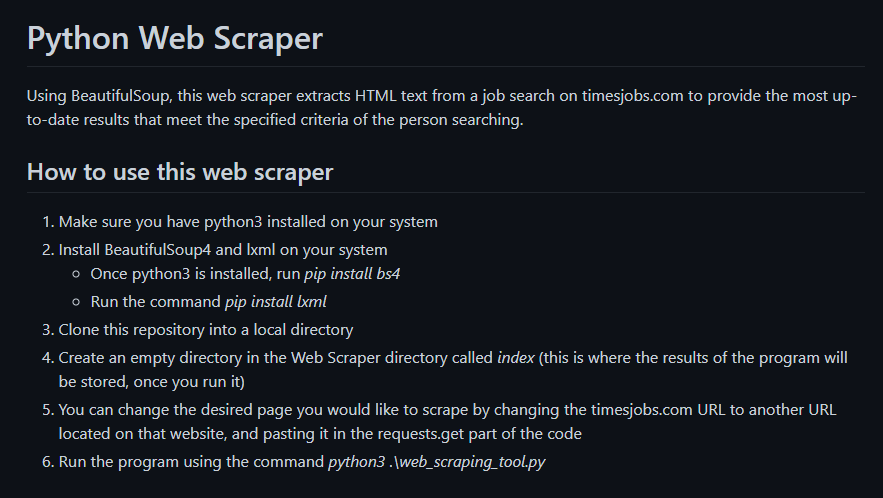 Python Web Scraper
Using BeautifulSoup, this web scraper extracts HTML text from a job search on timesjobs.com to provide the most up-
to-date results that meet the specified criteria of the person searching.
How to use this web scraper
1. Make sure you have python3 installed on your system
2. Install BeautifulSoup4 and lxml on your system
◦ Once python3 is installed, run pip install bs4
◦ Run the command pip install lxml
3. Clone this repository into a local directory
4. Create an empty directory in the Web Scraper directory called index (this is where the results of the program will
be stored, once you run it)
5. You can change the desired page you would like to scrape by changing the timesjobs.com URL to another URL
located on that website, and pasting it in the requests.get part of the code
6. Run the program using the command python3 .\web_scraping_tool.py